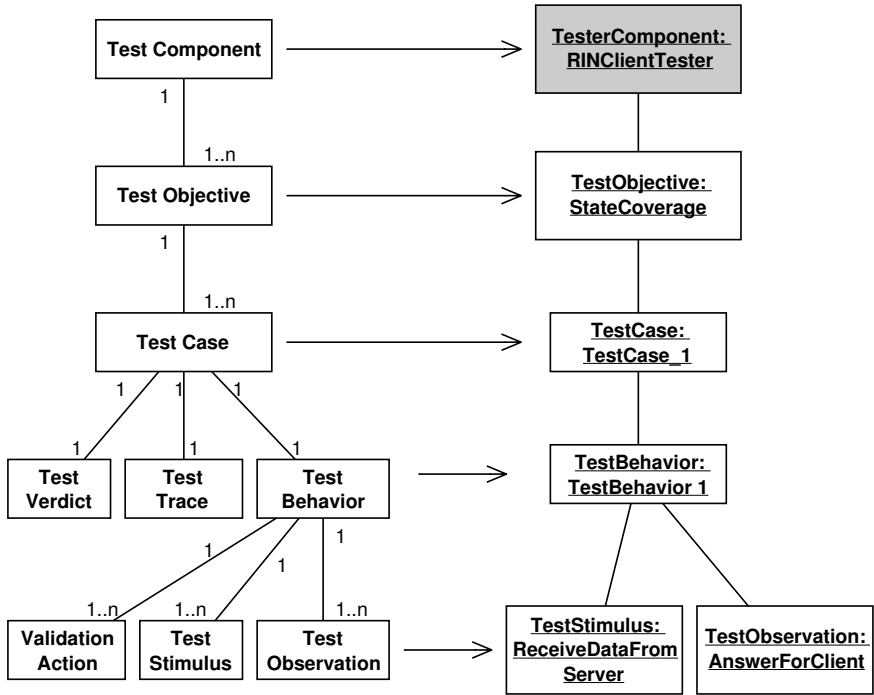 Test Component
TesterComponent:
RINClientTester
1
1..n
Test Objective
TestObjective:
StateCoverage
1
1..n
Test Case
TestCase:
TestCase_1
1 1 1
1 1 1
Test
Verdict
Test
Trace
Test
Behavior
TestBehavior:
TestBehavior 1
1 1 1
1..n 1..n 1..n
Validation
Action
Test
Stimulus
Test
Observation
TestStimulus:
ReceiveDataFrom
Server
TestObservation:
AnswerForClient